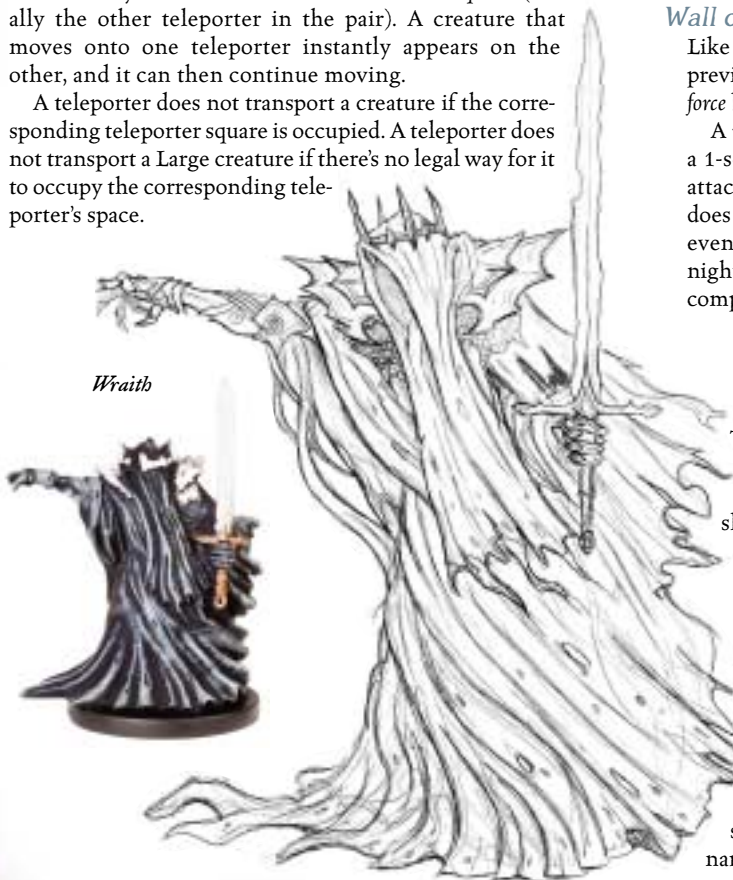 ally the other teleporter in the pair). A creature that
moves onto one teleporter instantly appears on the
other, and it can then continue moving.
A teleporter does not transport a creature if the corre-
sponding teleporter square is occupied. A teleporter does
not transport a Large creature if there's no legal way for it
to occupy the corresponding tele-
porter's space.
Wraith
Wall
Like
previ
force
A
a 1-s
attac
does
even
night
comp
sl
s
nar